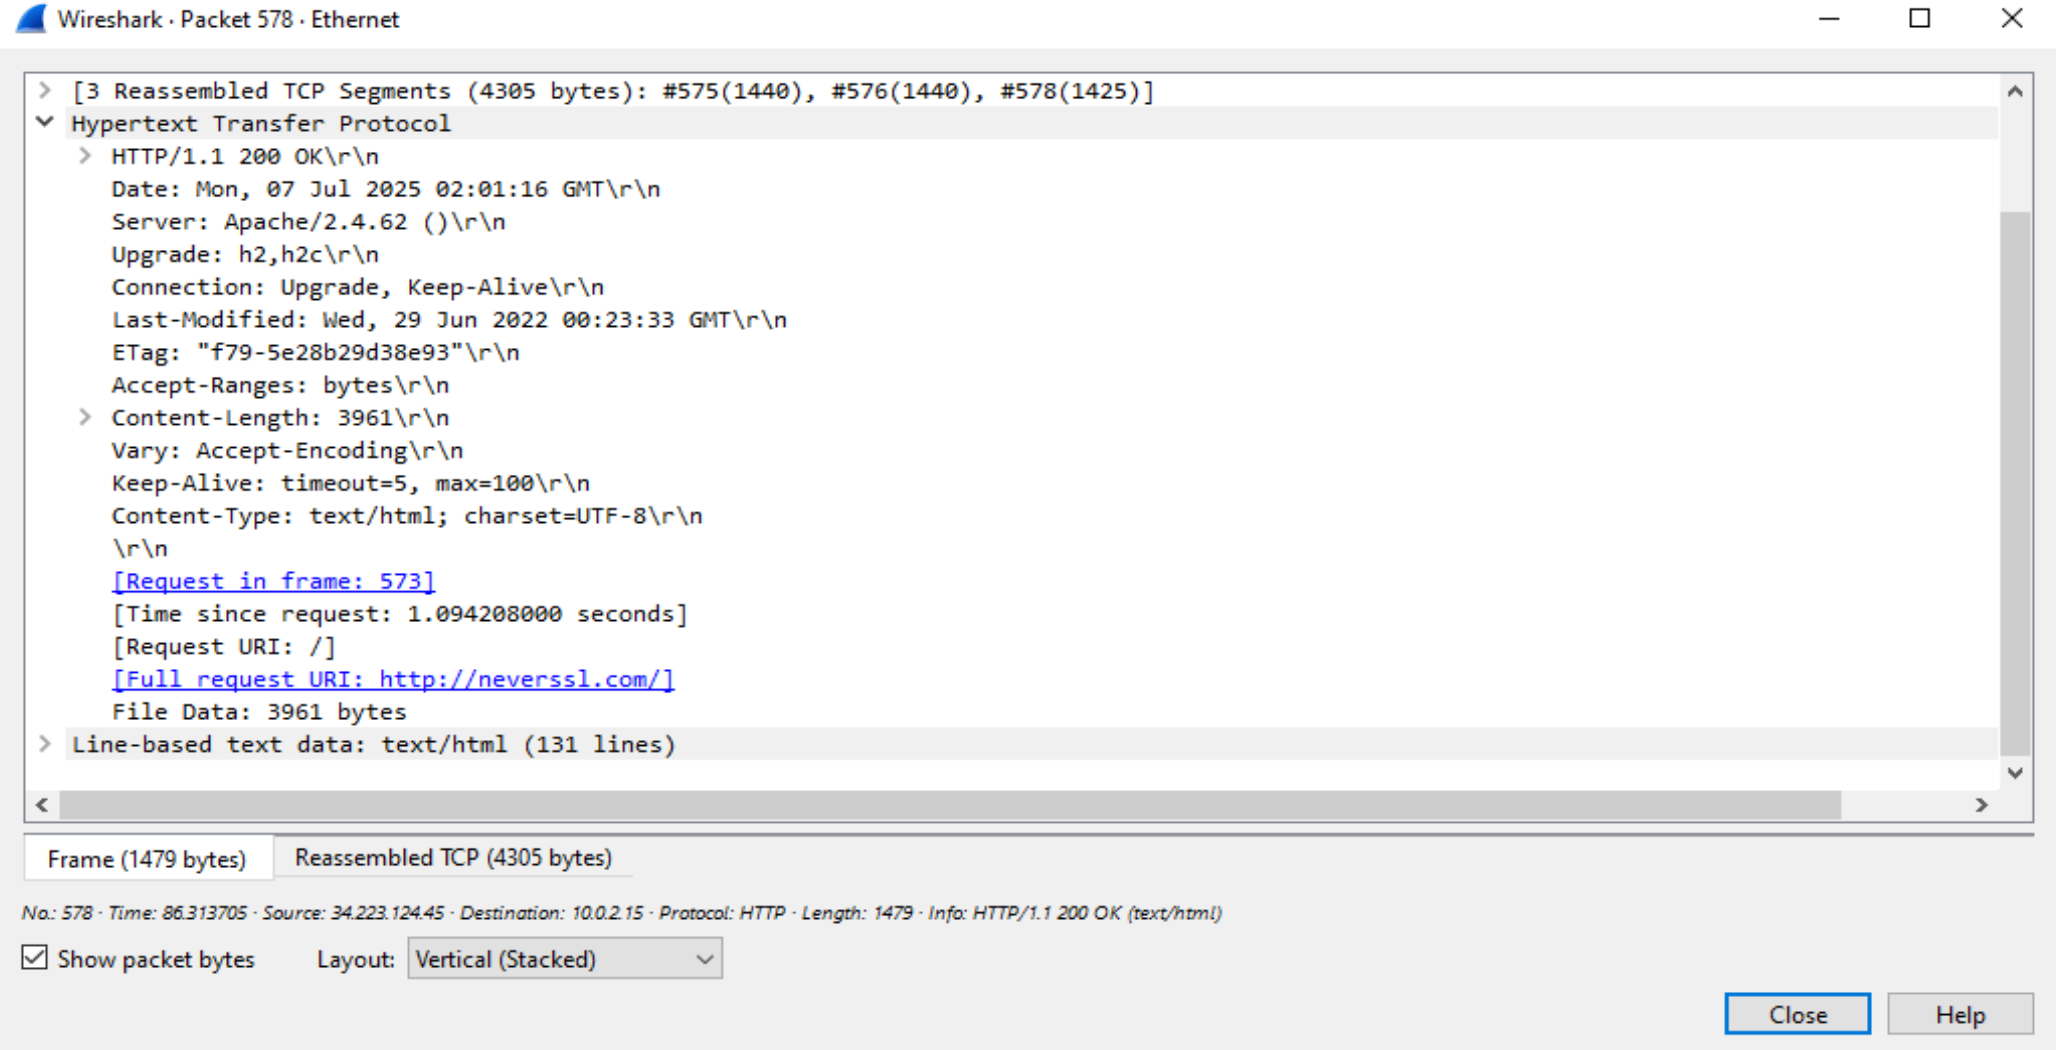 Wireshark · Packet 578 · Ethernet
[3 Reassembled TCP Segments (4305 bytes): #575(1440), #576(1440), #578(1425)]
Hypertext Transfer Protocol
HTTP/1.1 200 OK\r\n
Date: Mon, 07 Jul 2025 02:01:16 GMT\r\n
Server: Apache/2.4.62 ()\r\n
Upgrade: h2,h2c\r\n
Connection: Upgrade, Keep-Alive\r\n
Last-Modified: Wed, 29 Jun 2022 00:23:33 GMT\r\n
ETag: "f79-5e28b29d38e93"\r\n
Accept-Ranges: bytes\r\n
Content-Length: 3961\r\n
Vary: Accept-Encoding\r\n
Keep-Alive: timeout=5, max=100\r\n
Content-Type: text/html; charset=UTF-8\r\n
\r\n
[Request in frame: 573]
[Time since request: 1.094208000 seconds]
[Request URI: /]
[Full request URI: http://neverssl.com/]
File Data: 3961 bytes
Line-based text data: text/html (131 lines)
Frame (1479 bytes) Reassembled TCP (4305 bytes)
No.: 578 · Time: 86.313705 · Source: 34.223.124.45 · Destination: 10.0.2.15 · Protocol: HTTP · Length: 1479 · Info: HTTP/1.1 200 OK (text/html)
Show packet bytes Layout: Vertical (Stacked)
Close Help